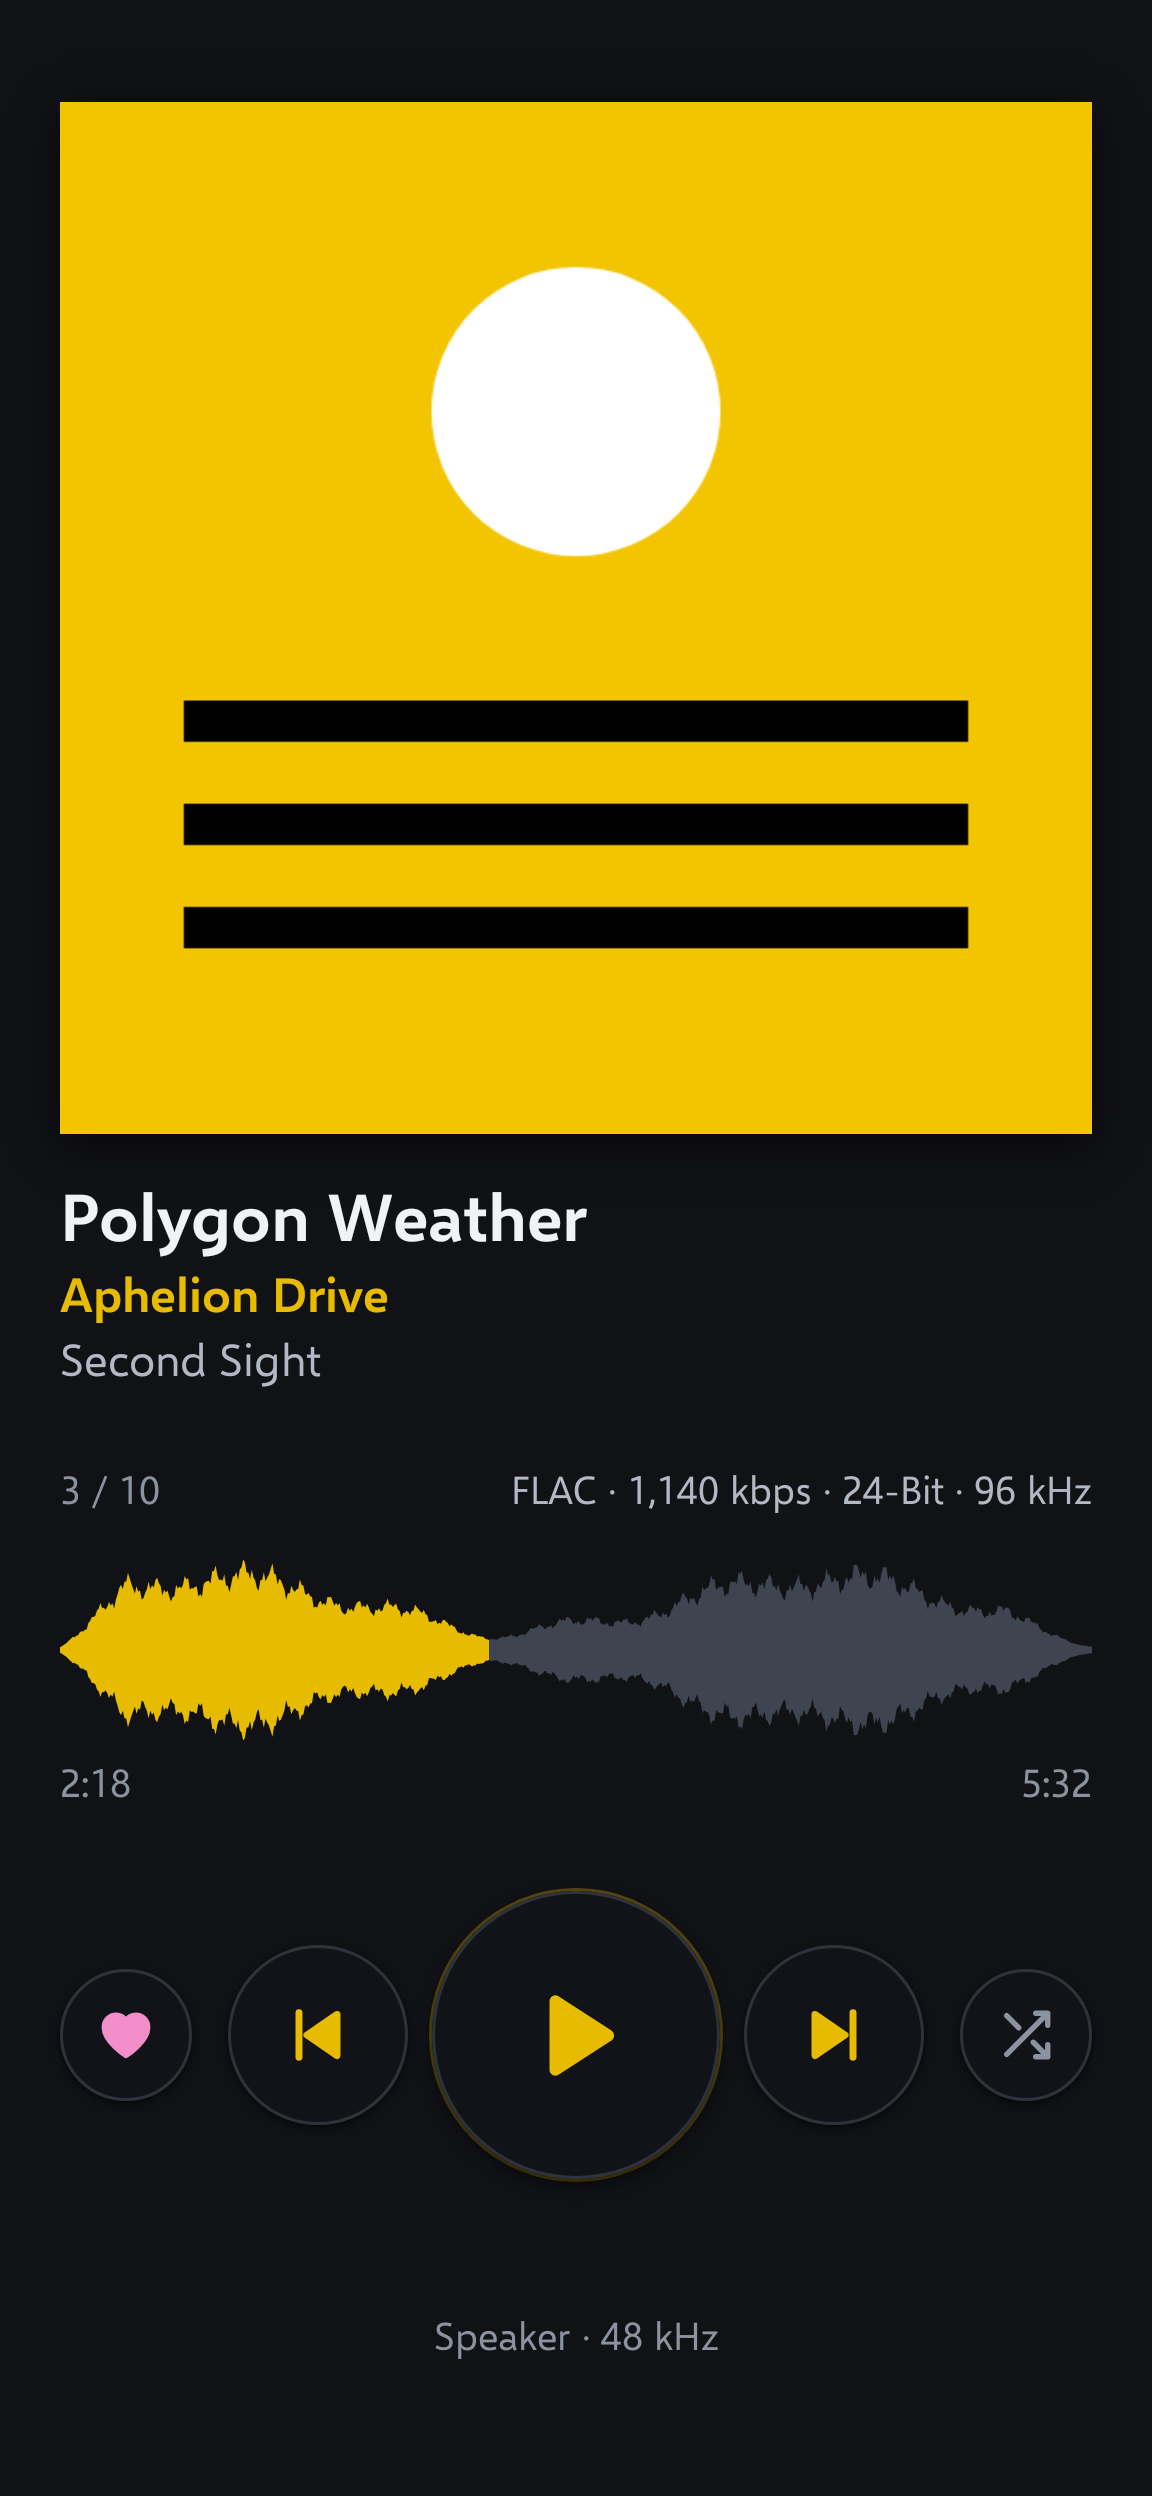 Polygon Weather
Aphelion Drive
Second Sight
3 / 10
FLAC · 1,140 kbps · 24-Bit · 96 kHz
2:18
5:32
Speaker · 48 kHz